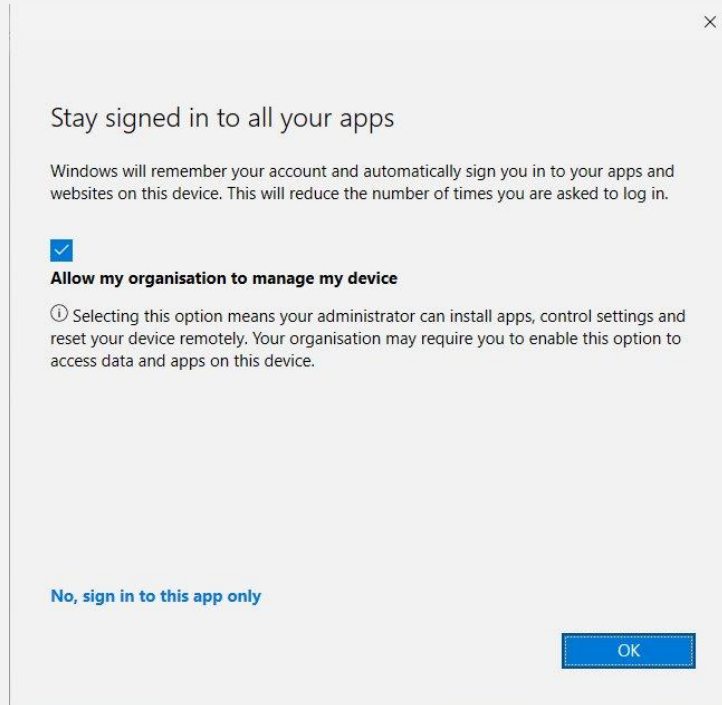 Stay signed in to all your apps
Windows will remember your account and automatically sign you in to your apps and
websites on this device. This will reduce the number of times you are asked to log in.
Allow my organisation to manage my device
Selecting this option means your administrator can install apps, control settings and
reset your device remotely. Your organisation may require you to enable this option to
access data and apps on this device.
No, sign in to this app only
OK